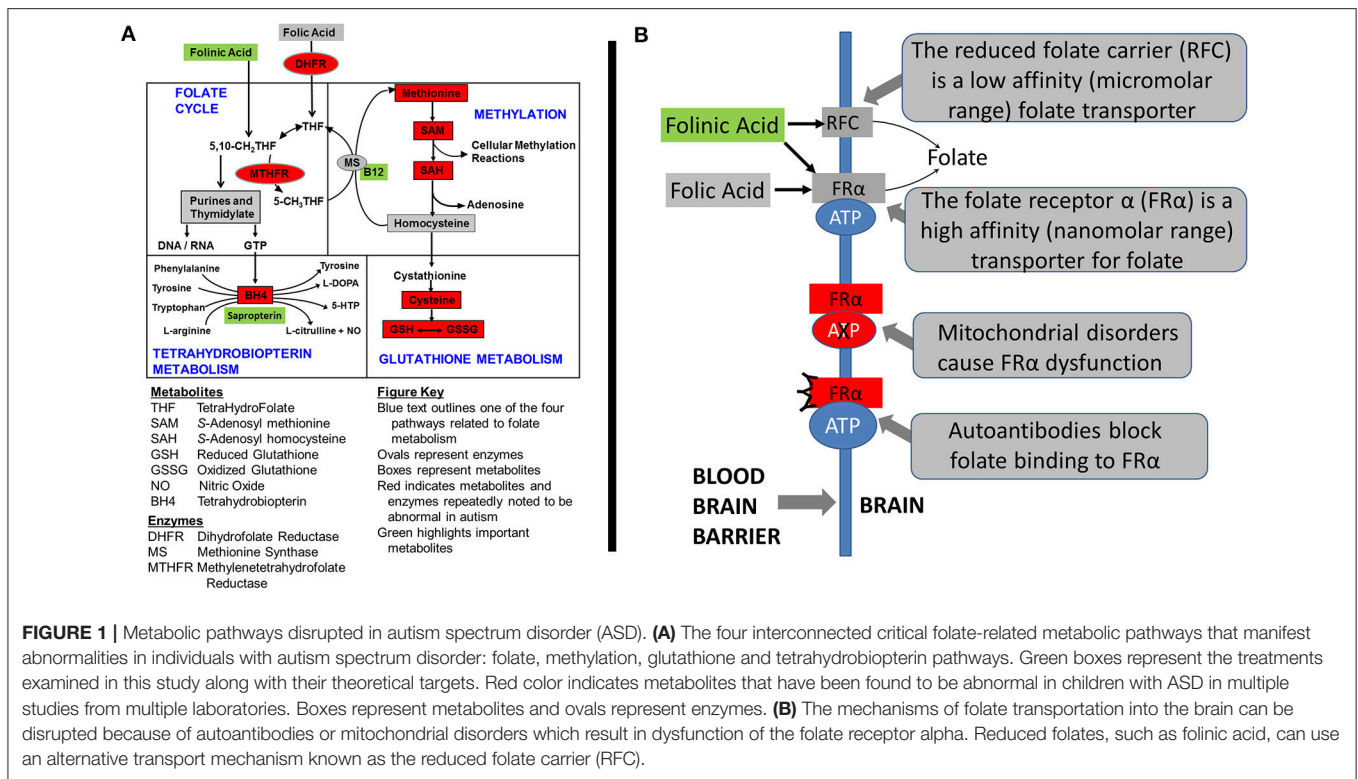 A
Folic Acid
Folinic Acid
DHFR
FOLATE
CYCLE
Methionine
METHYLATION
THF
SAM
5,10-CH₂THF
Cellular Methylation
Reactions
MS
B12
SAH
MTHFR
5-CH₃THF
Purines and
Thymidylate
Adenosine
Homocysteine
DNA / RNA
GTP
Phenylalanine
Tyrosine
Tryptophan
L-arginine
BH4
Sapropterin
Tyrosine
L-DOPA
5-HTP
L-citrulline + NO
TETRAHYDROBIOPTERIN
METABOLISM
Cystathionine
Cysteine
GSH
GSSG
GLUTATHIONE METABOLISM
Metabolites
THF TetraHydroFolate
SAM S-Adenosyl methionine
SAH S-Adenosyl homocysteine
GSH Reduced Glutathione
GSSG Oxidized Glutathione
NO Nitric Oxide
BH4 Tetrahydrobiopterin
Enzymes
DHFR Dihydrofolate Reductase
MS Methionine Synthase
MTHFR Methylenetetrahydrofolate
Reductase
Figure Key
Blue text outlines one of the four
pathways related to folate
metabolism
Ovals represent enzymes
Boxes represent metabolites
Red indicates metabolites and
enzymes repeatedly noted to be
abnormal in autism
Green highlights important
metabolites
B
The reduced folate carrier (RFC)
is a low affinity (micromolar
range) folate transporter
Folinic Acid
RFC
Folate
Folic Acid
FRα
ATP
The folate receptor α (FRα) is a
high affinity (nanomolar range)
transporter for folate
FRα
ATP
X
Mitochondrial disorders
cause FRα dysfunction
FRα
ATP
Autoantibodies block
folate binding to FRα
BLOOD
BRAIN
BARRIER
BRAIN
FIGURE 1 | Metabolic pathways disrupted in autism spectrum disorder (ASD). (A) The four interconnected critical folate-related metabolic pathways that manifest
abnormalities in individuals with autism spectrum disorder: folate, methylation, glutathione and tetrahydrobiopterin pathways. Green boxes represent the treatments
examined in this study along with their theoretical targets. Red color indicates metabolites that have been found to be abnormal in children with ASD in multiple
studies from multiple laboratories. Boxes represent metabolites and ovals represent enzymes. (B) The mechanisms of folate transportation into the brain can be
disrupted because of autoantibodies or mitochondrial disorders which result in dysfunction of the folate receptor alpha. Reduced folates, such as folinic acid, can use
an alternative transport mechanism known as the reduced folate carrier (RFC).